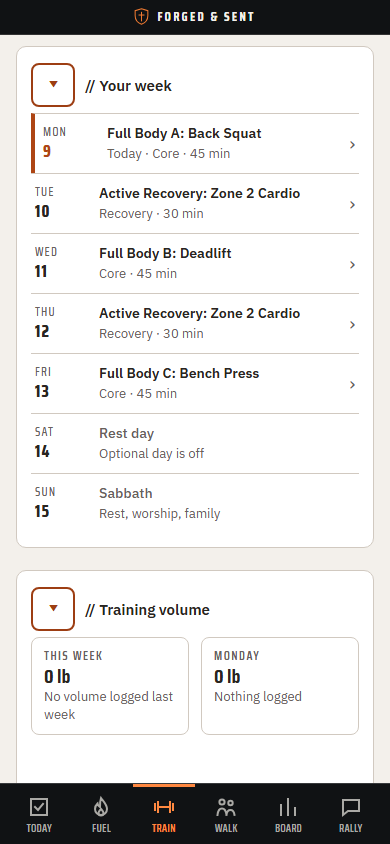 FORGED & SENT
// Your week
MON
9
Full Body A: Back Squat
Today · Core · 45 min
TUE
10
Active Recovery: Zone 2 Cardio
Recovery · 30 min
WED
11
Full Body B: Deadlift
Core · 45 min
THU
12
Active Recovery: Zone 2 Cardio
Recovery · 30 min
FRI
13
Full Body C: Bench Press
Core · 45 min
SAT
14
Rest day
Optional day is off
SUN
15
Sabbath
Rest, worship, family
// Training volume
THIS WEEK
0 lb
No volume logged last
week
MONDAY
0 lb
Nothing logged
TODAY
FUEL
TRAIN
WALK
BOARD
RALLY